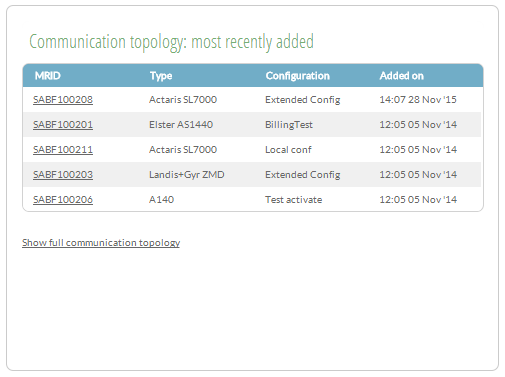 Communication topology: most recently added
MRID Type Configuration Added on
SABF100208 Actaris SL7000 Extended Config 14:07 28 Nov '15
SABF100201 Elster AS1440 BillingTest 12:05 05 Nov '14
SABF100211 Actaris SL7000 Local conf 12:05 05 Nov '14
SABF100203 Landis+Gyr ZMD Extended Config 12:05 05 Nov '14
SABF100206 A140 Test activate 12:05 05 Nov '14
Show full communication topology